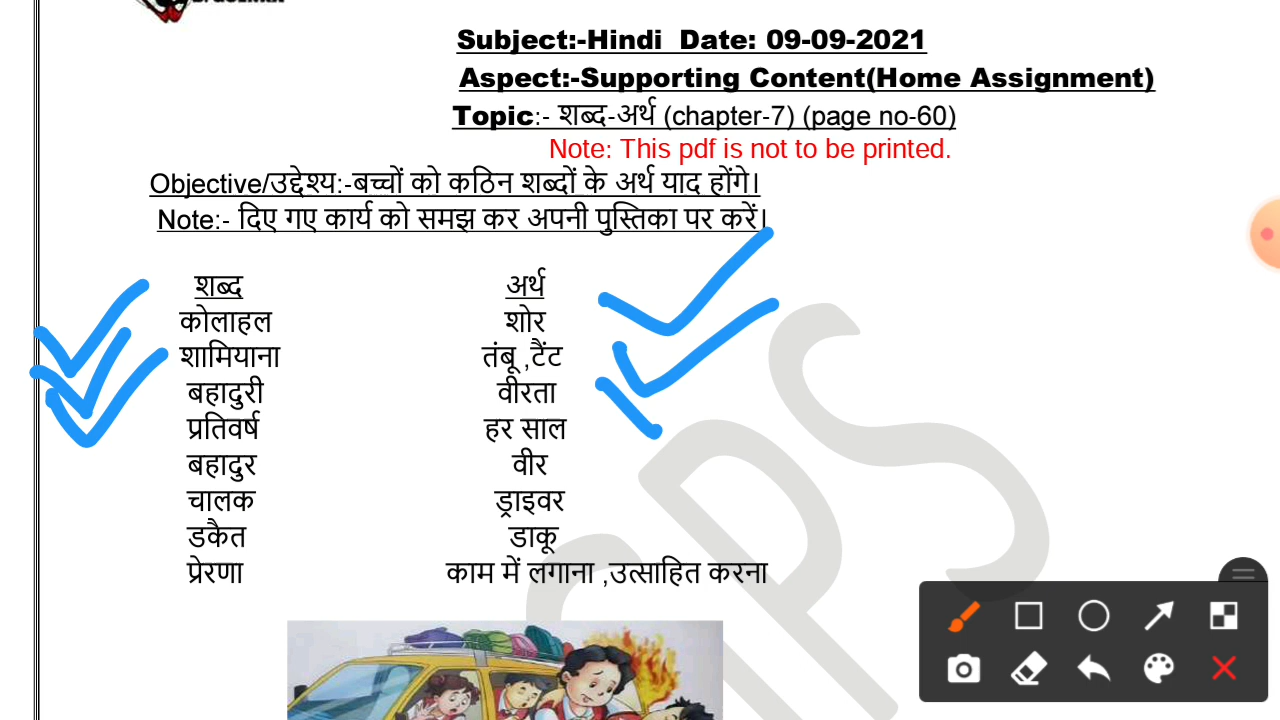 Subject:-Hindi Date: 09-09-2021
Aspect:-Supporting Content(Home Assignment)
Topic:- शब्द-अर्थ (chapter-7) (page no-60)
Note: This pdf is not to be printed.
Objective/उद्देश्य:-बच्चों को कठिन शब्दों के अर्थ याद होंगे।
Note:- दिए गए कार्य को समझ कर अपनी पुस्तिका पर करें।
शब्द अर्थ
कोलाहल शोर
शामियाना तंबू ,टैंट
बहादुरी वीरता
प्रतिवर्ष हर साल
बहादुर वीर
चालक ड्राइवर
डकैत डाकू
प्रेरणा काम में लगाना ,उत्साहित करना